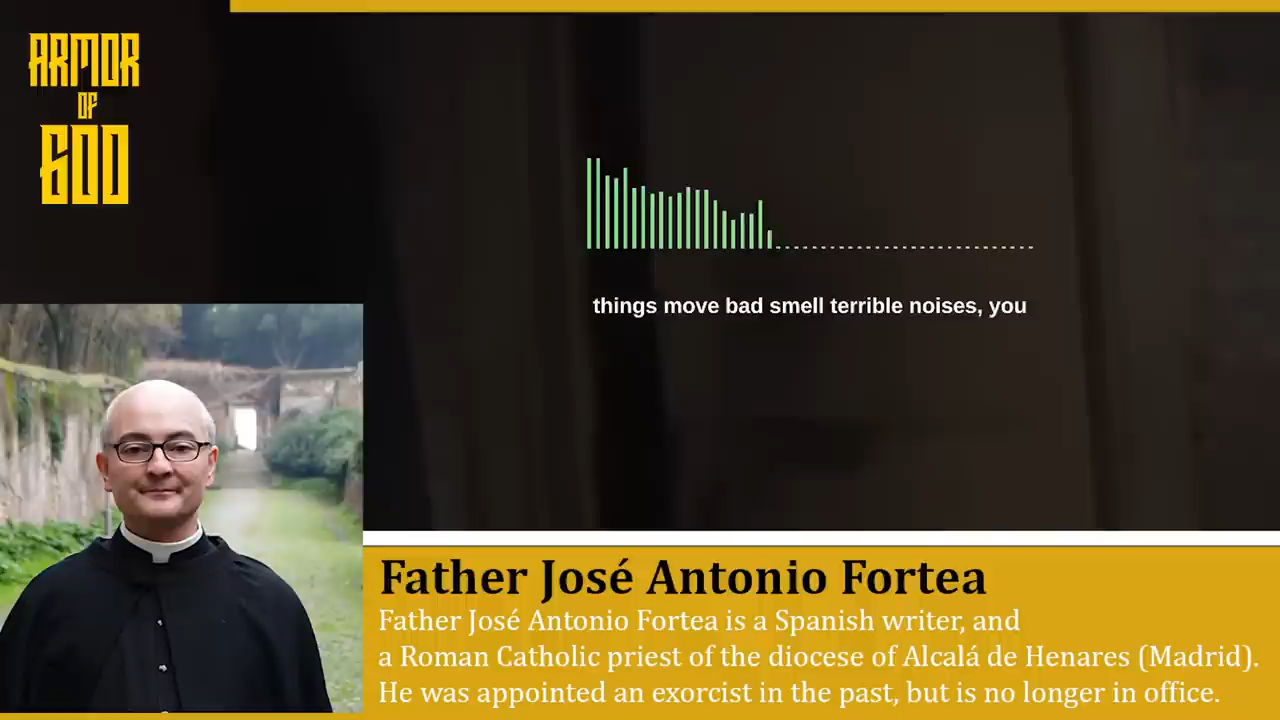 ARMOR
OF
GOD
things move bad smell terrible noises, you
Father José Antonio Fortea
Father José Antonio Fortea is a Spanish writer, and
a Roman Catholic priest of the diocese of Alcalá de Henares (Madrid).
He was appointed an exorcist in the past, but is no longer in office.